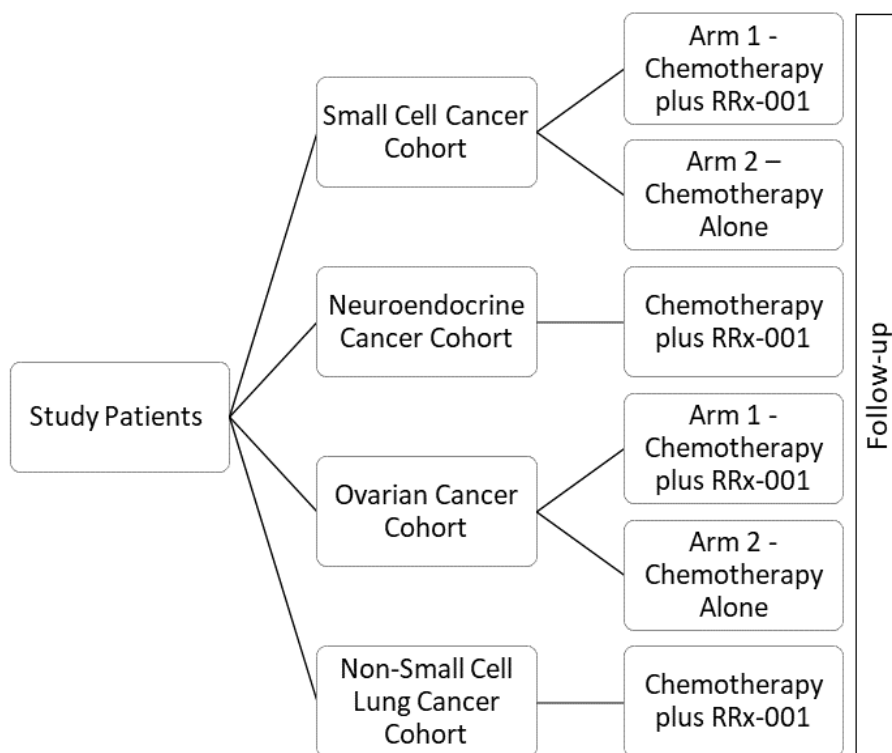 Study Patients
Small Cell Cancer
Cohort
Arm 1 -
Chemotherapy
plus RRx-001
Arm 2 –
Chemotherapy
Alone
Neuroendocrine
Cancer Cohort
Chemotherapy
plus RRx-001
Ovarian Cancer
Cohort
Arm 1 -
Chemotherapy
plus RRx-001
Arm 2 -
Chemotherapy
Alone
Non-Small Cell
Lung Cancer
Cohort
Chemotherapy
plus RRx-001
Follow-up